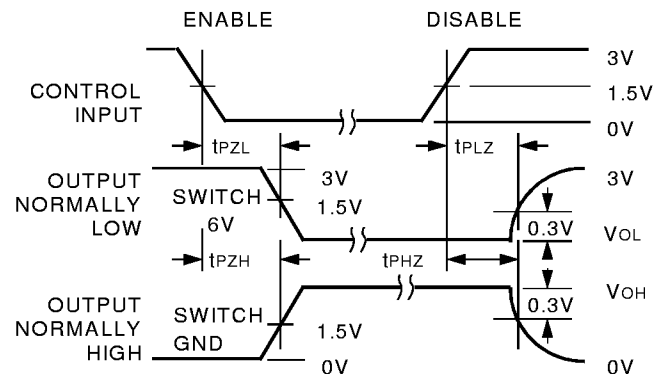 ENABLE DISABLE
3V
CONTROL 1.5V
INPUT
0V
tPZL tPLZ
OUTPUT 3V 3V
NORMALLY SWITCH 1.5V
LOW 6V 0.3V VOL
tPZH tPHZ
VOH
OUTPUT SWITCH 0.3V
NORMALLY 1.5V
HIGH GND
0V 0V